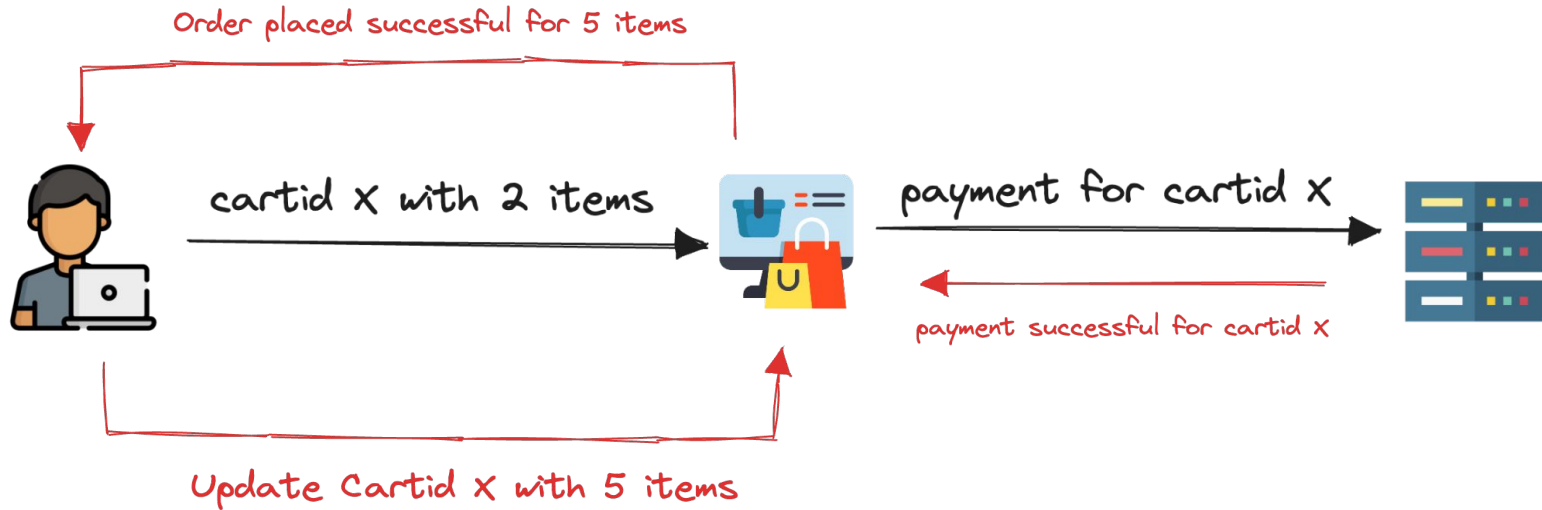 Order placed successful for 5 items
cartid X with 2 items
payment for cartid X
payment successful for cartid X
Update Cartid X with 5 items